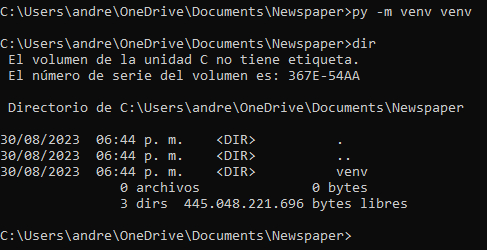 C:\Users\andre\OneDrive\Documents\Newspaper>py -m venv venv
C:\Users\andre\OneDrive\Documents\Newspaper>dir
 El volumen de la unidad C no tiene etiqueta.
 El número de serie del volumen es: 367E-54AA
 Directorio de C:\Users\andre\OneDrive\Documents\Newspaper
30/08/2023  06:44 p. m.    <DIR>          .
30/08/2023  06:44 p. m.    <DIR>          ..
30/08/2023  06:44 p. m.    <DIR>          venv
               0 archivos              0 bytes
               3 dirs  445.048.221.696 bytes libres
C:\Users\andre\OneDrive\Documents\Newspaper>